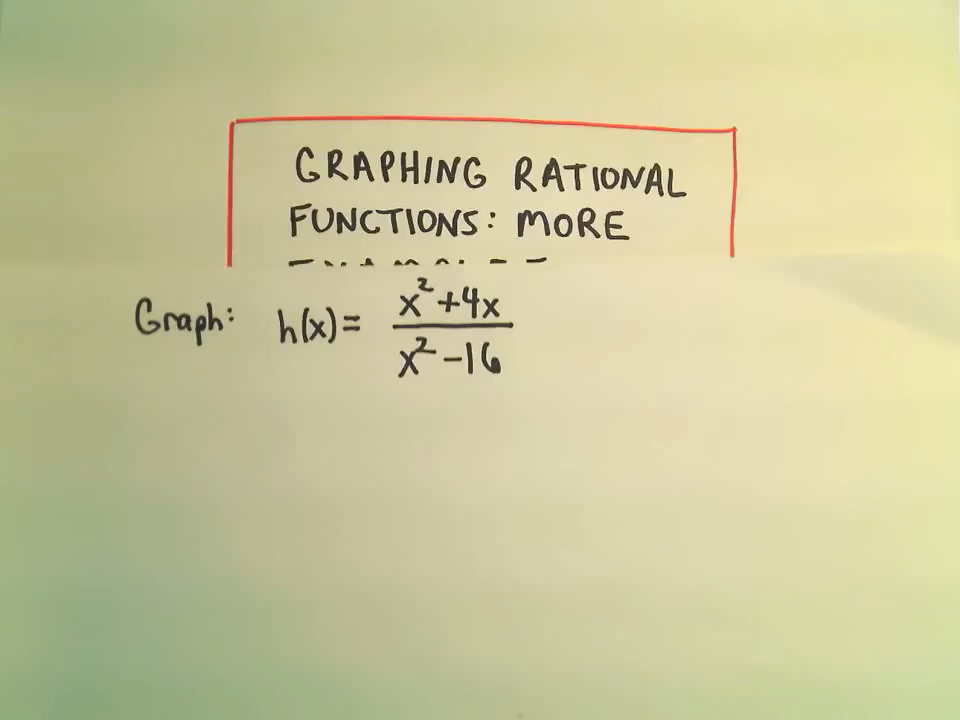 GRAPHING RATIONAL
FUNCTIONS: MORE
Graph: h(x) = x² + 4x / x² - 16